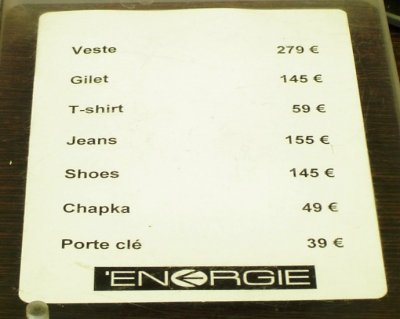 Veste 279 €
Gilet 145 €
T-shirt 59 €
Jeans 155 €
Shoes 145 €
Chapka 49 €
Porte clé 39 €
'ENERGIE